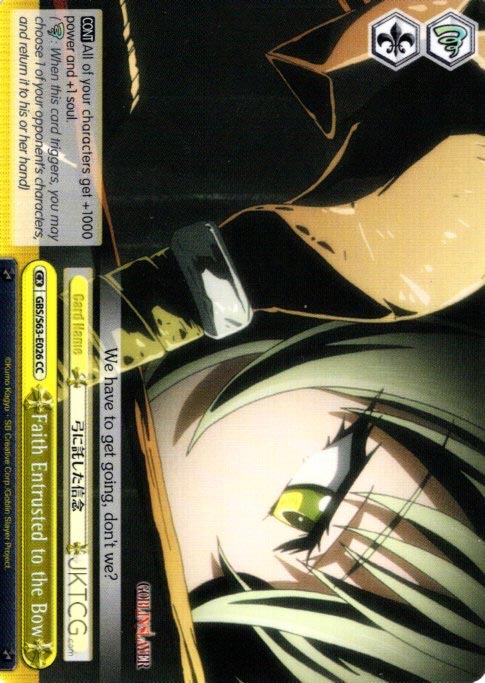 CONT All of your characters get +1000
power and +1 soul.
( : When this card triggers, you may
choose 1 of your opponent's characters,
and return it to his or her hand)
We have to get going, don't we?
GOBLIN SLAYER
Card Name
弓に託した信念
JKTCG.com
CX
GBS/S63-E026 CC
Faith Entrusted to the Bow
©Kumo Kagyu・SB Creative Corp./Goblin Slayer Project.